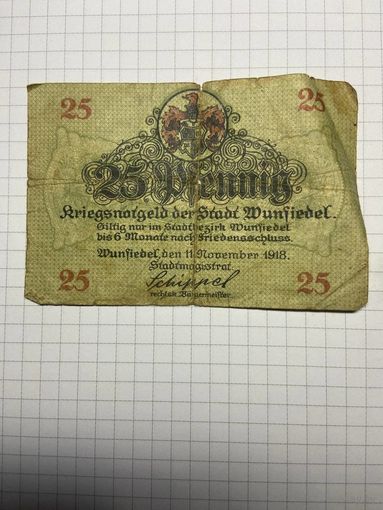 25 25
25 Pfennig
Kriegsnotgeld der Stadt Wunsiedel.
Giltig nur im Stadtbezirk Wunsiedel
bis 6 Monate nach Friedensschluss.
Wunsiedel, den 11. November 1918.
Stadtmagistrat.
Schippel
rechtsk. Bürgermeister.
25 25